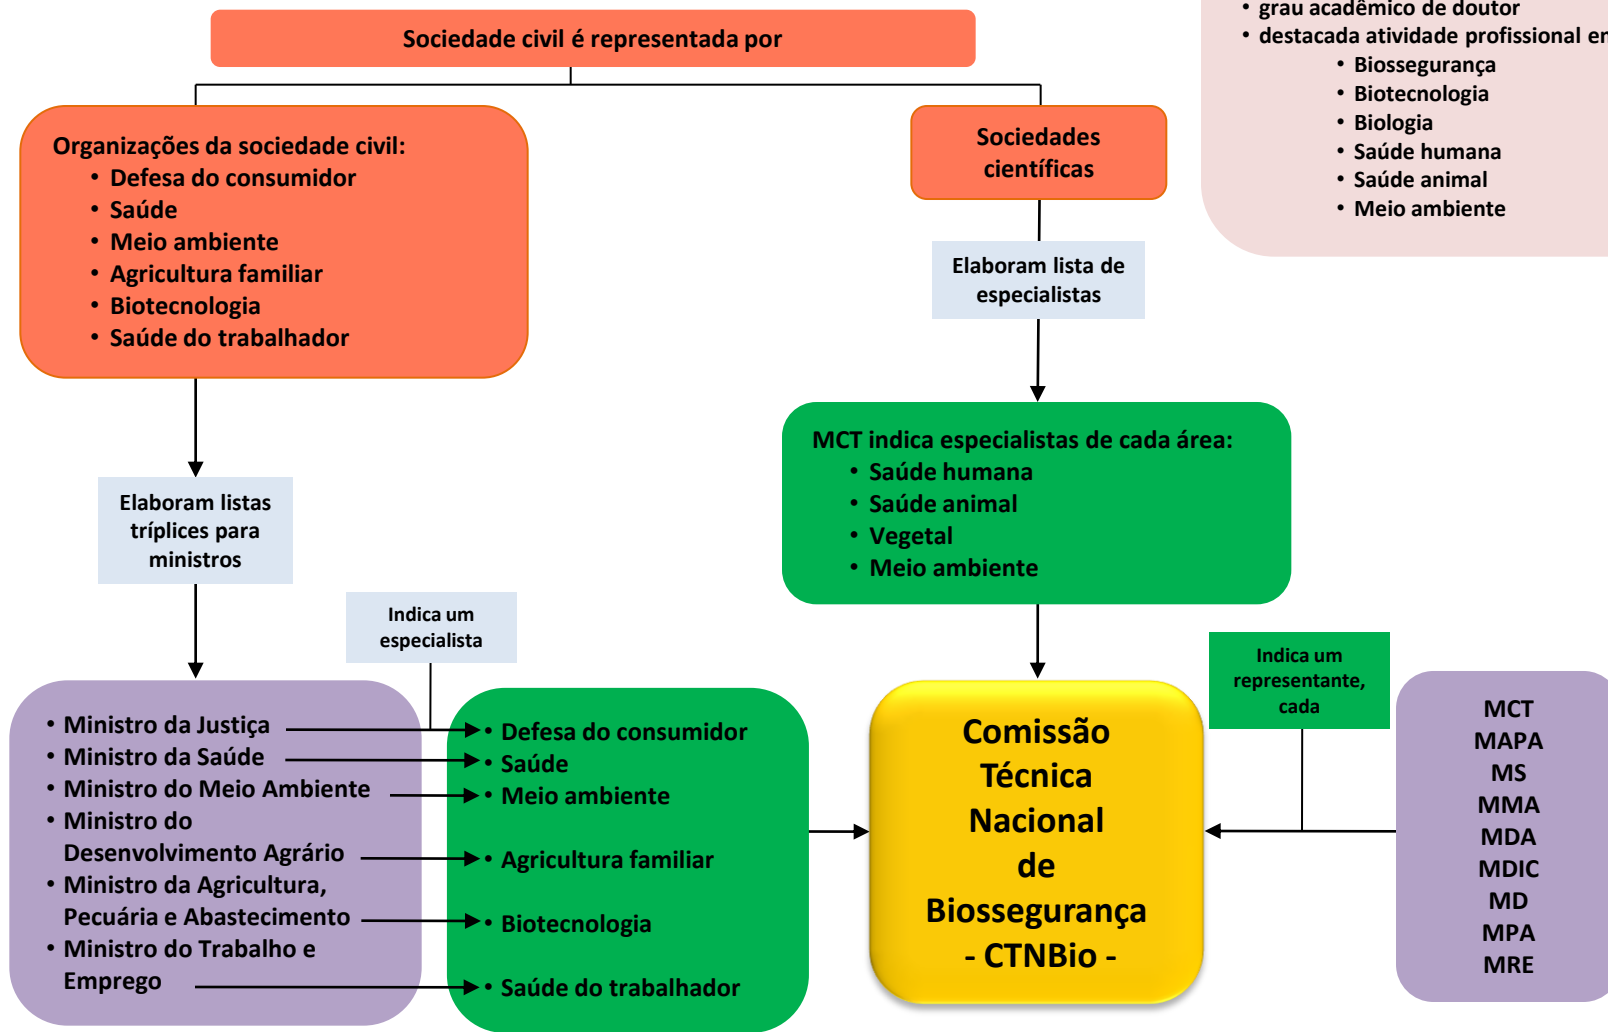 Sociedade civil é representada por
• grau acadêmico de doutor
• destacada atividade profissional
• Biossegurança
• Biotecnologia
• Biologia
• Saúde humana
• Saúde animal
• Meio ambiente
Organizações da sociedade civil:
• Defesa do consumidor
• Saúde
• Meio ambiente
• Agricultura familiar
• Biotecnologia
• Saúde do trabalhador
Sociedades
científicas
Elaboram lista de
especialistas
MCT indica especialistas de cada área:
• Saúde humana
• Saúde animal
• Vegetal
• Meio ambiente
Elaboram listas
tríplices para
ministros
Indica um
especialista
• Ministro da Justiça
• Ministro da Saúde
• Ministro do Meio Ambiente
• Ministro do
Desenvolvimento Agrário
• Ministro da Agricultura,
Pecuária e Abastecimento
• Ministro do Trabalho e
Emprego
• Defesa do consumidor
• Saúde
• Meio ambiente
• Agricultura familiar
• Biotecnologia
• Saúde do trabalhador
Comissão
Técnica
Nacional
de
Biossegurança
- CTNBio -
Indica um
representante,
cada
MCT
MAPA
MS
MMA
MDA
MDIC
MD
MPA
MRE